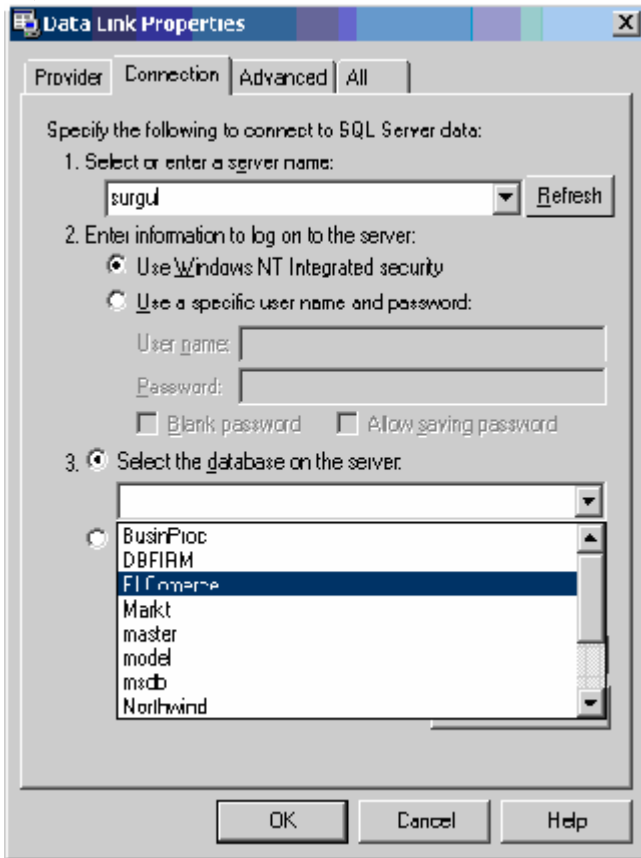 Data Link Properties
Provider Connection Advanced All
Specify the following to connect to SQL Server data:
1. Select or enter a server name:
surgul Refresh
2. Enter information to log on to the server:
Use Windows NT Integrated security
Use a specific user name and password:
User name:
Password:
Blank password Allow saving password
3. Select the database on the server:
BusinProc
DBFIRM
El Comerce
Markt
master
model
msdb
Northwind
OK Cancel Help